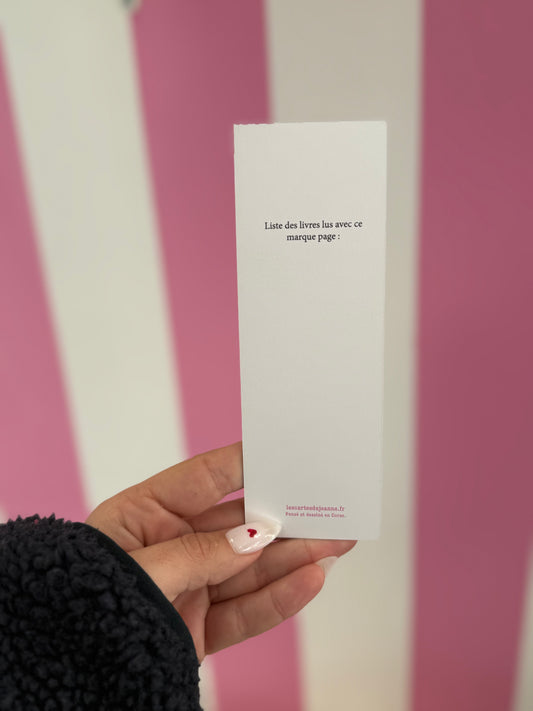 Liste des livres lus avec ce
marque page :
lescartesdejeanne.fr
Pensé et dessiné en Corse.